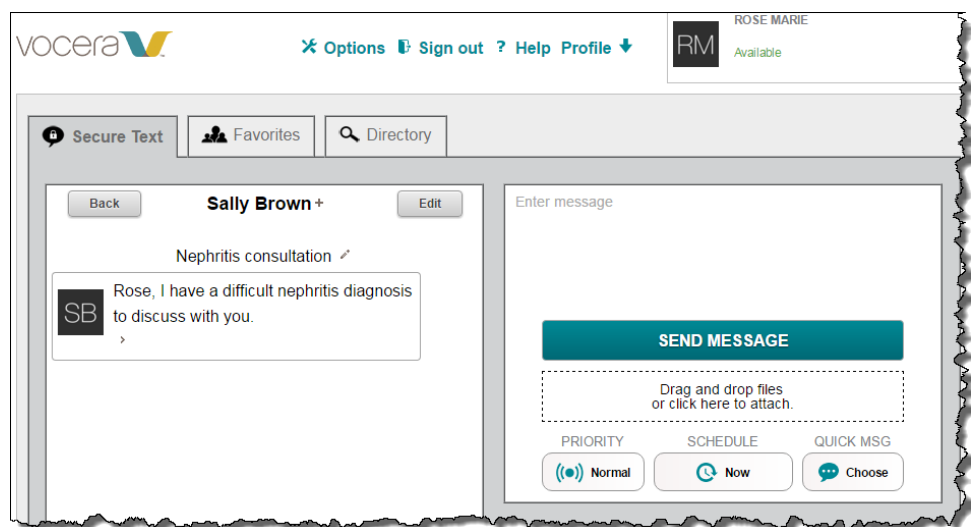 vocera
Options Sign out ? Help Profile
RM
ROSE MARIE
Available
Secure Text
Favorites
Directory
Back
Sally Brown +
Edit
Nephritis consultation
SB
Rose, I have a difficult nephritis diagnosis
to discuss with you.
>
Enter message
SEND MESSAGE
Drag and drop files
or click here to attach.
PRIORITY SCHEDULE QUICK MSG
Normal Now Choose